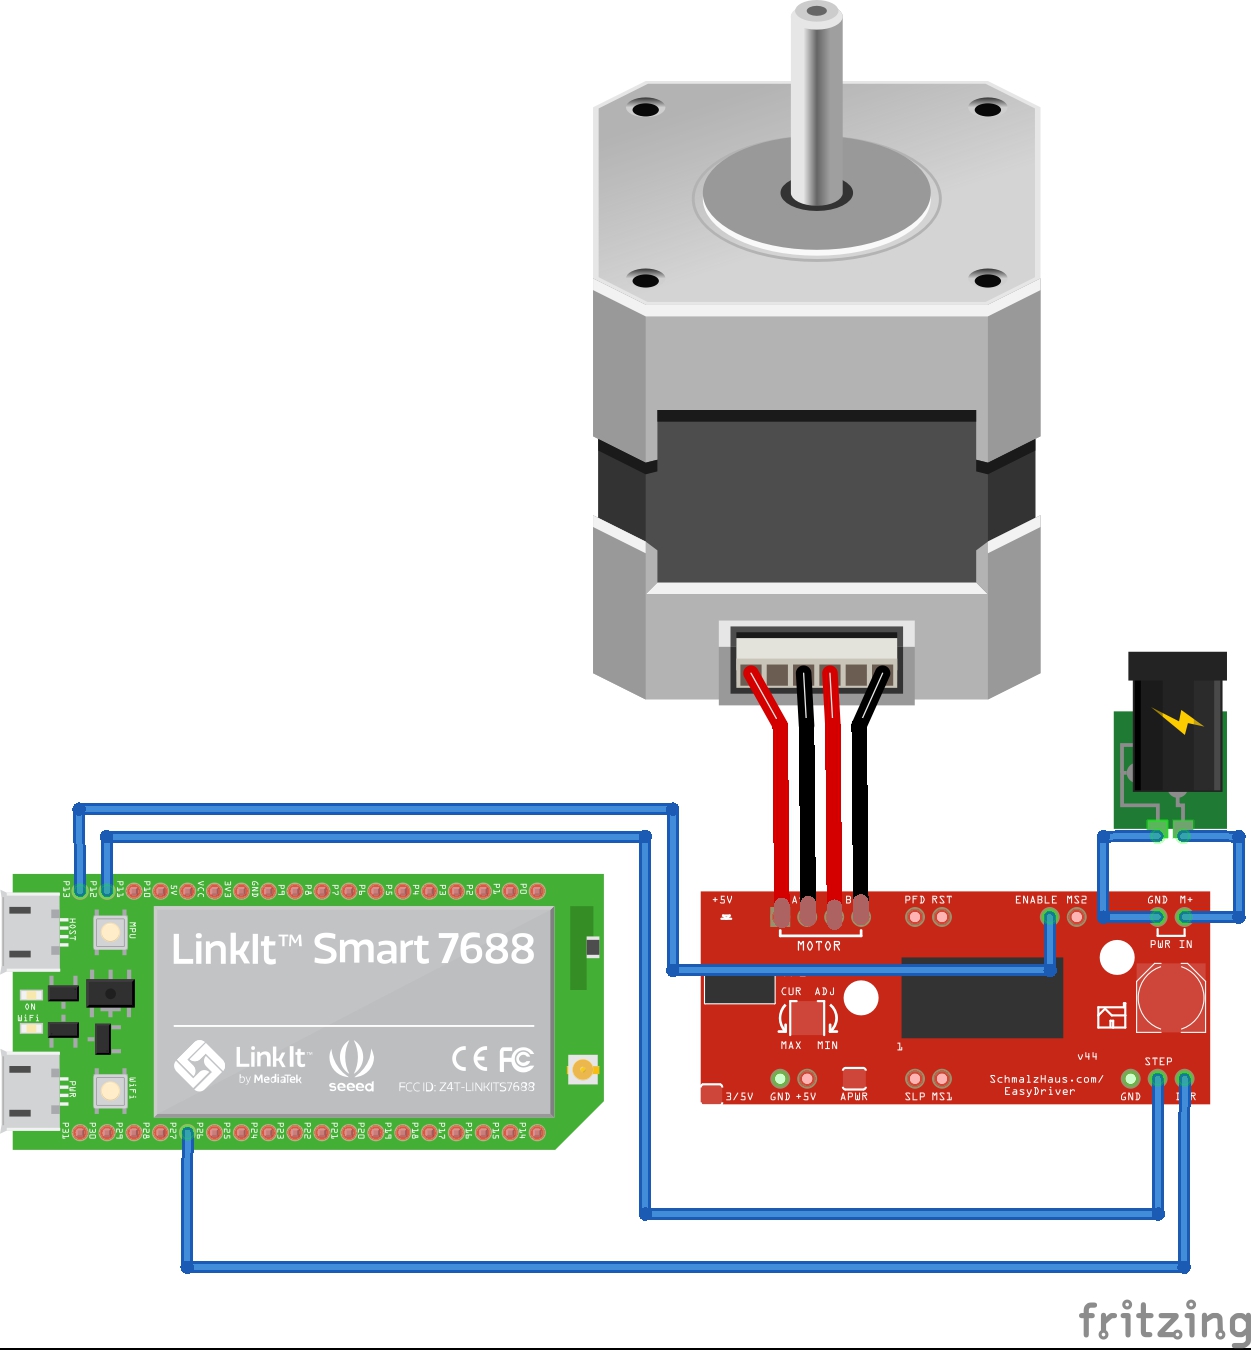 P13 P12 P11 P10 5V VCC 3V3 GND P9 P8 P7 P6 P5 P4 P3 P2 P1 P0
HOST
MPU
LinkIt™ Smart 7688
ON
WiFi
LinkIt™
by MediaTek
seeed
CE FC
FCC ID: Z4T-LINKITS7688
PWR
WiFi
P31 P30 P29 P28 P27 P26 P25 P24 P23 P22 P21 P20 P19 P18 P17 P16 P15 P14
+5V
A
B
MOTOR
PFD RST
ENABLE MS2
GND M+
PWR IN
CUR ADJ
MAX MIN
1
v44
STEP
SchmalzHaus.com/
EasyDriver
3/5V
GND +5V
APWR
SLP MS1
GND
fritzing